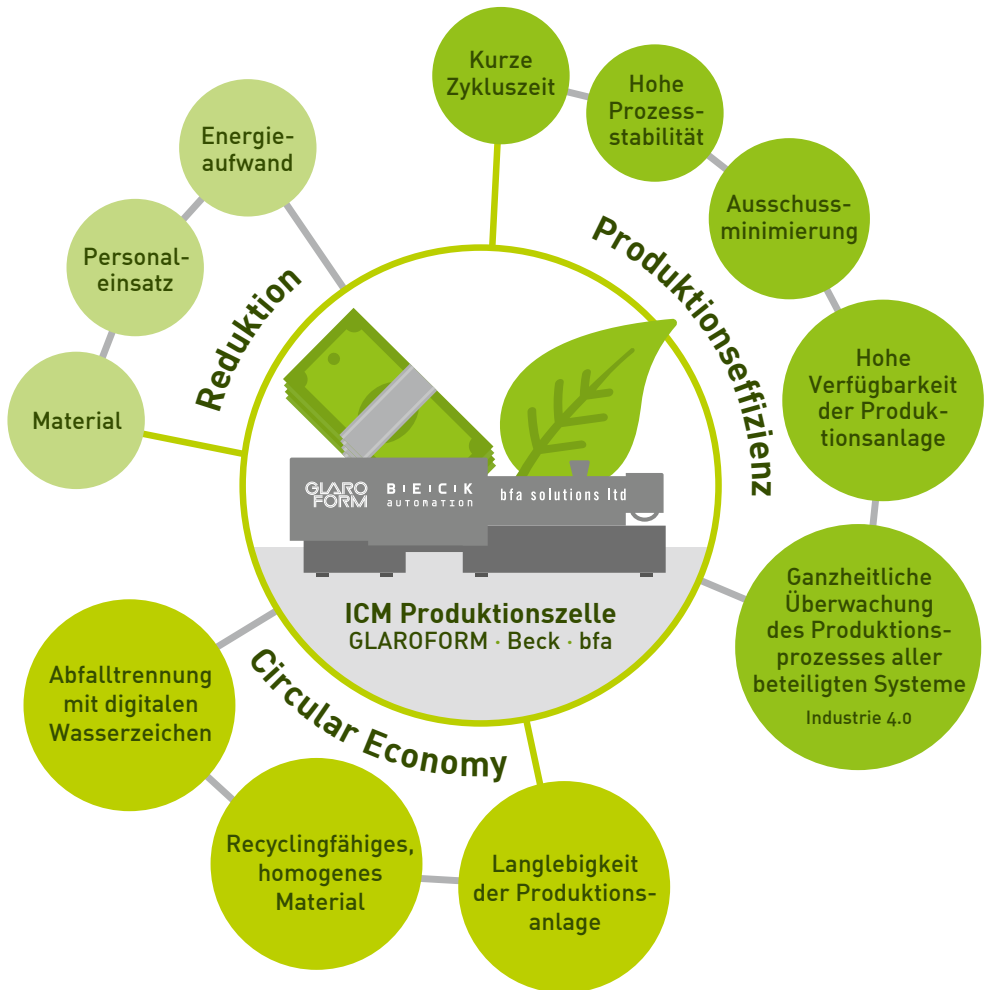 Kurze
Zykluszeit
Hohe
Prozess-
stabilität
Ausschuss-
minimierung
Hohe
Verfügbarkeit
der Produk-
tionsanlage
Ganzheitliche
Überwachung
des Produktions-
prozesses aller
beteiligten Systeme
Industrie 4.0
Produktionseffizienz
Energie-
aufwand
Personal-
einsatz
Material
Reduktion
GLARO
FORM
BECK
AUTOMATION
bfa solutions ltd
ICM Produktionszelle
GLAROFORM · Beck · bfa
Circular Economy
Abfalltrennung
mit digitalen
Wasserzeichen
Recyclingfähiges,
homogenes
Material
Langlebigkeit
der Produktions-
anlage